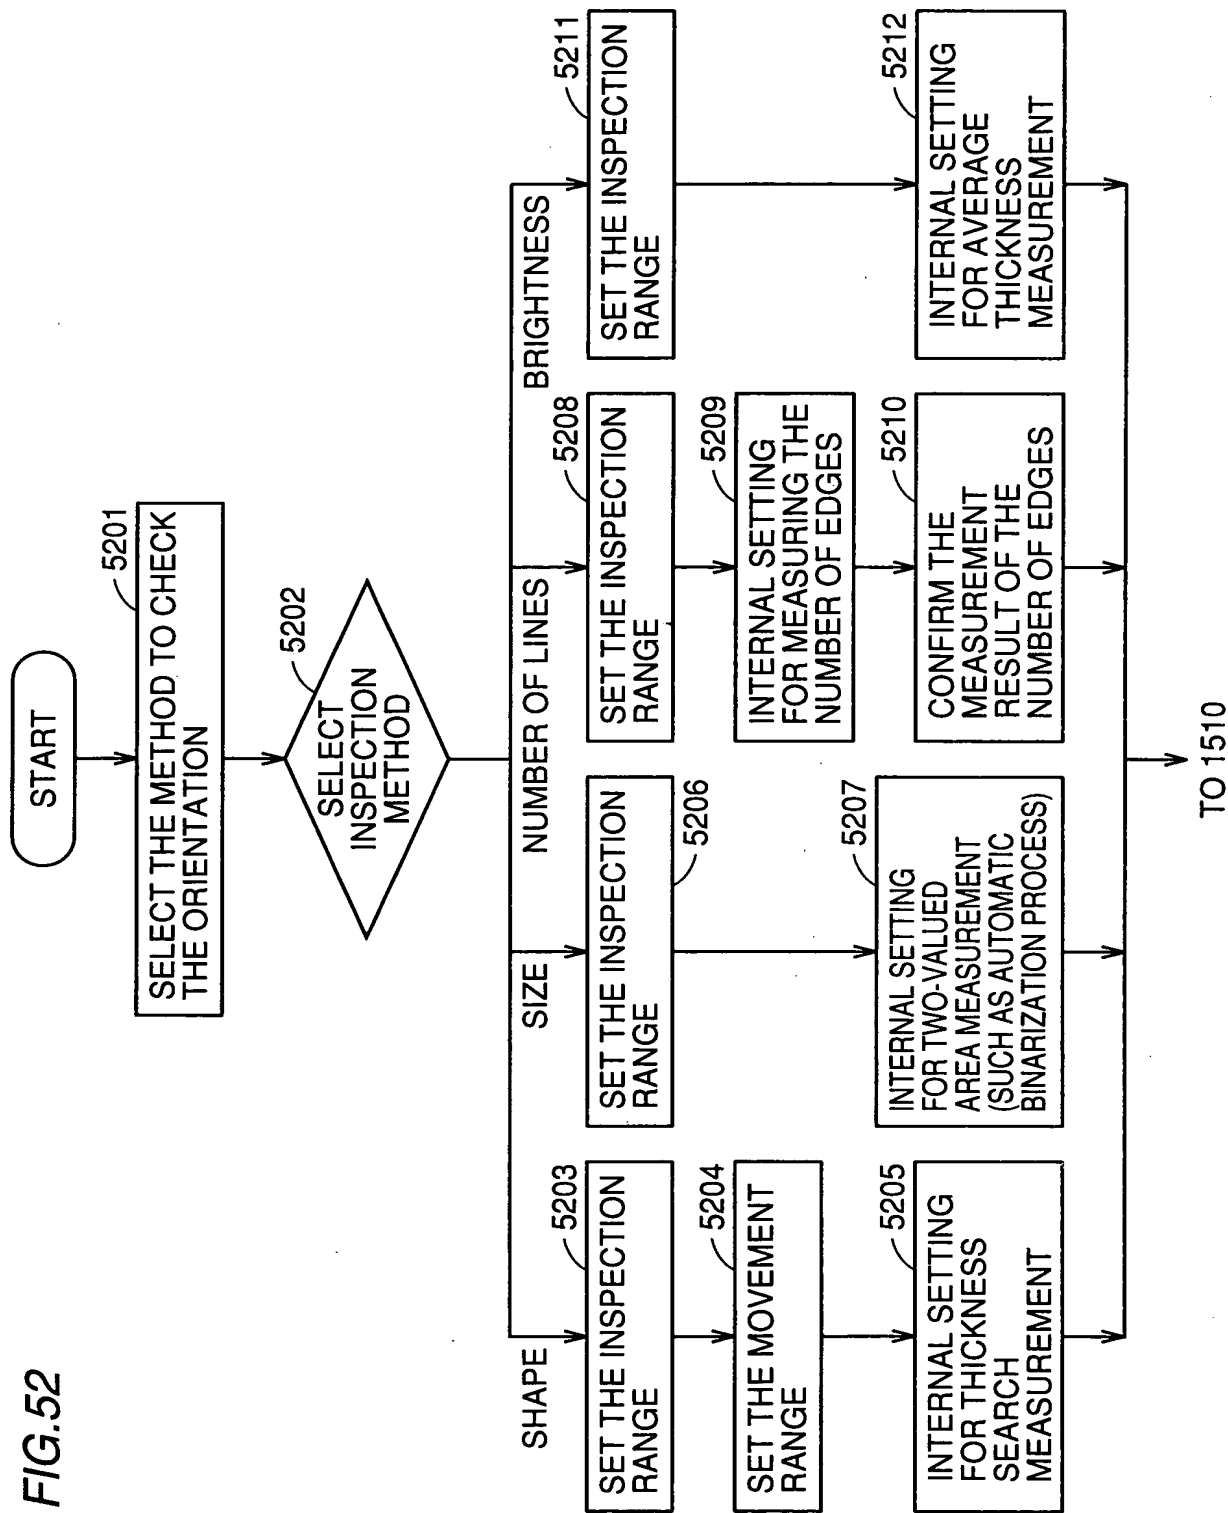 FIG.52
START
5201
SELECT THE METHOD TO CHECK
THE ORIENTATION
5202
SELECT
INSPECTION
METHOD
SHAPE
5203
SET THE INSPECTION
RANGE
5204
SET THE MOVEMENT
RANGE
5205
INTERNAL SETTING
FOR THICKNESS
SEARCH
MEASUREMENT
SIZE
SET THE INSPECTION
RANGE
5206
5207
INTERNAL SETTING
FOR TWO-VALUED
AREA MEASUREMENT
(SUCH AS AUTOMATIC
BINARIZATION PROCESS)
NUMBER OF LINES
5208
SET THE INSPECTION
RANGE
5209
INTERNAL SETTING
FOR MEASURING THE
NUMBER OF EDGES
5210
CONFIRM THE
MEASUREMENT
RESULT OF THE
NUMBER OF EDGES
BRIGHTNESS
5211
SET THE INSPECTION
RANGE
5212
INTERNAL SETTING
FOR AVERAGE
THICKNESS
MEASUREMENT
TO 1510